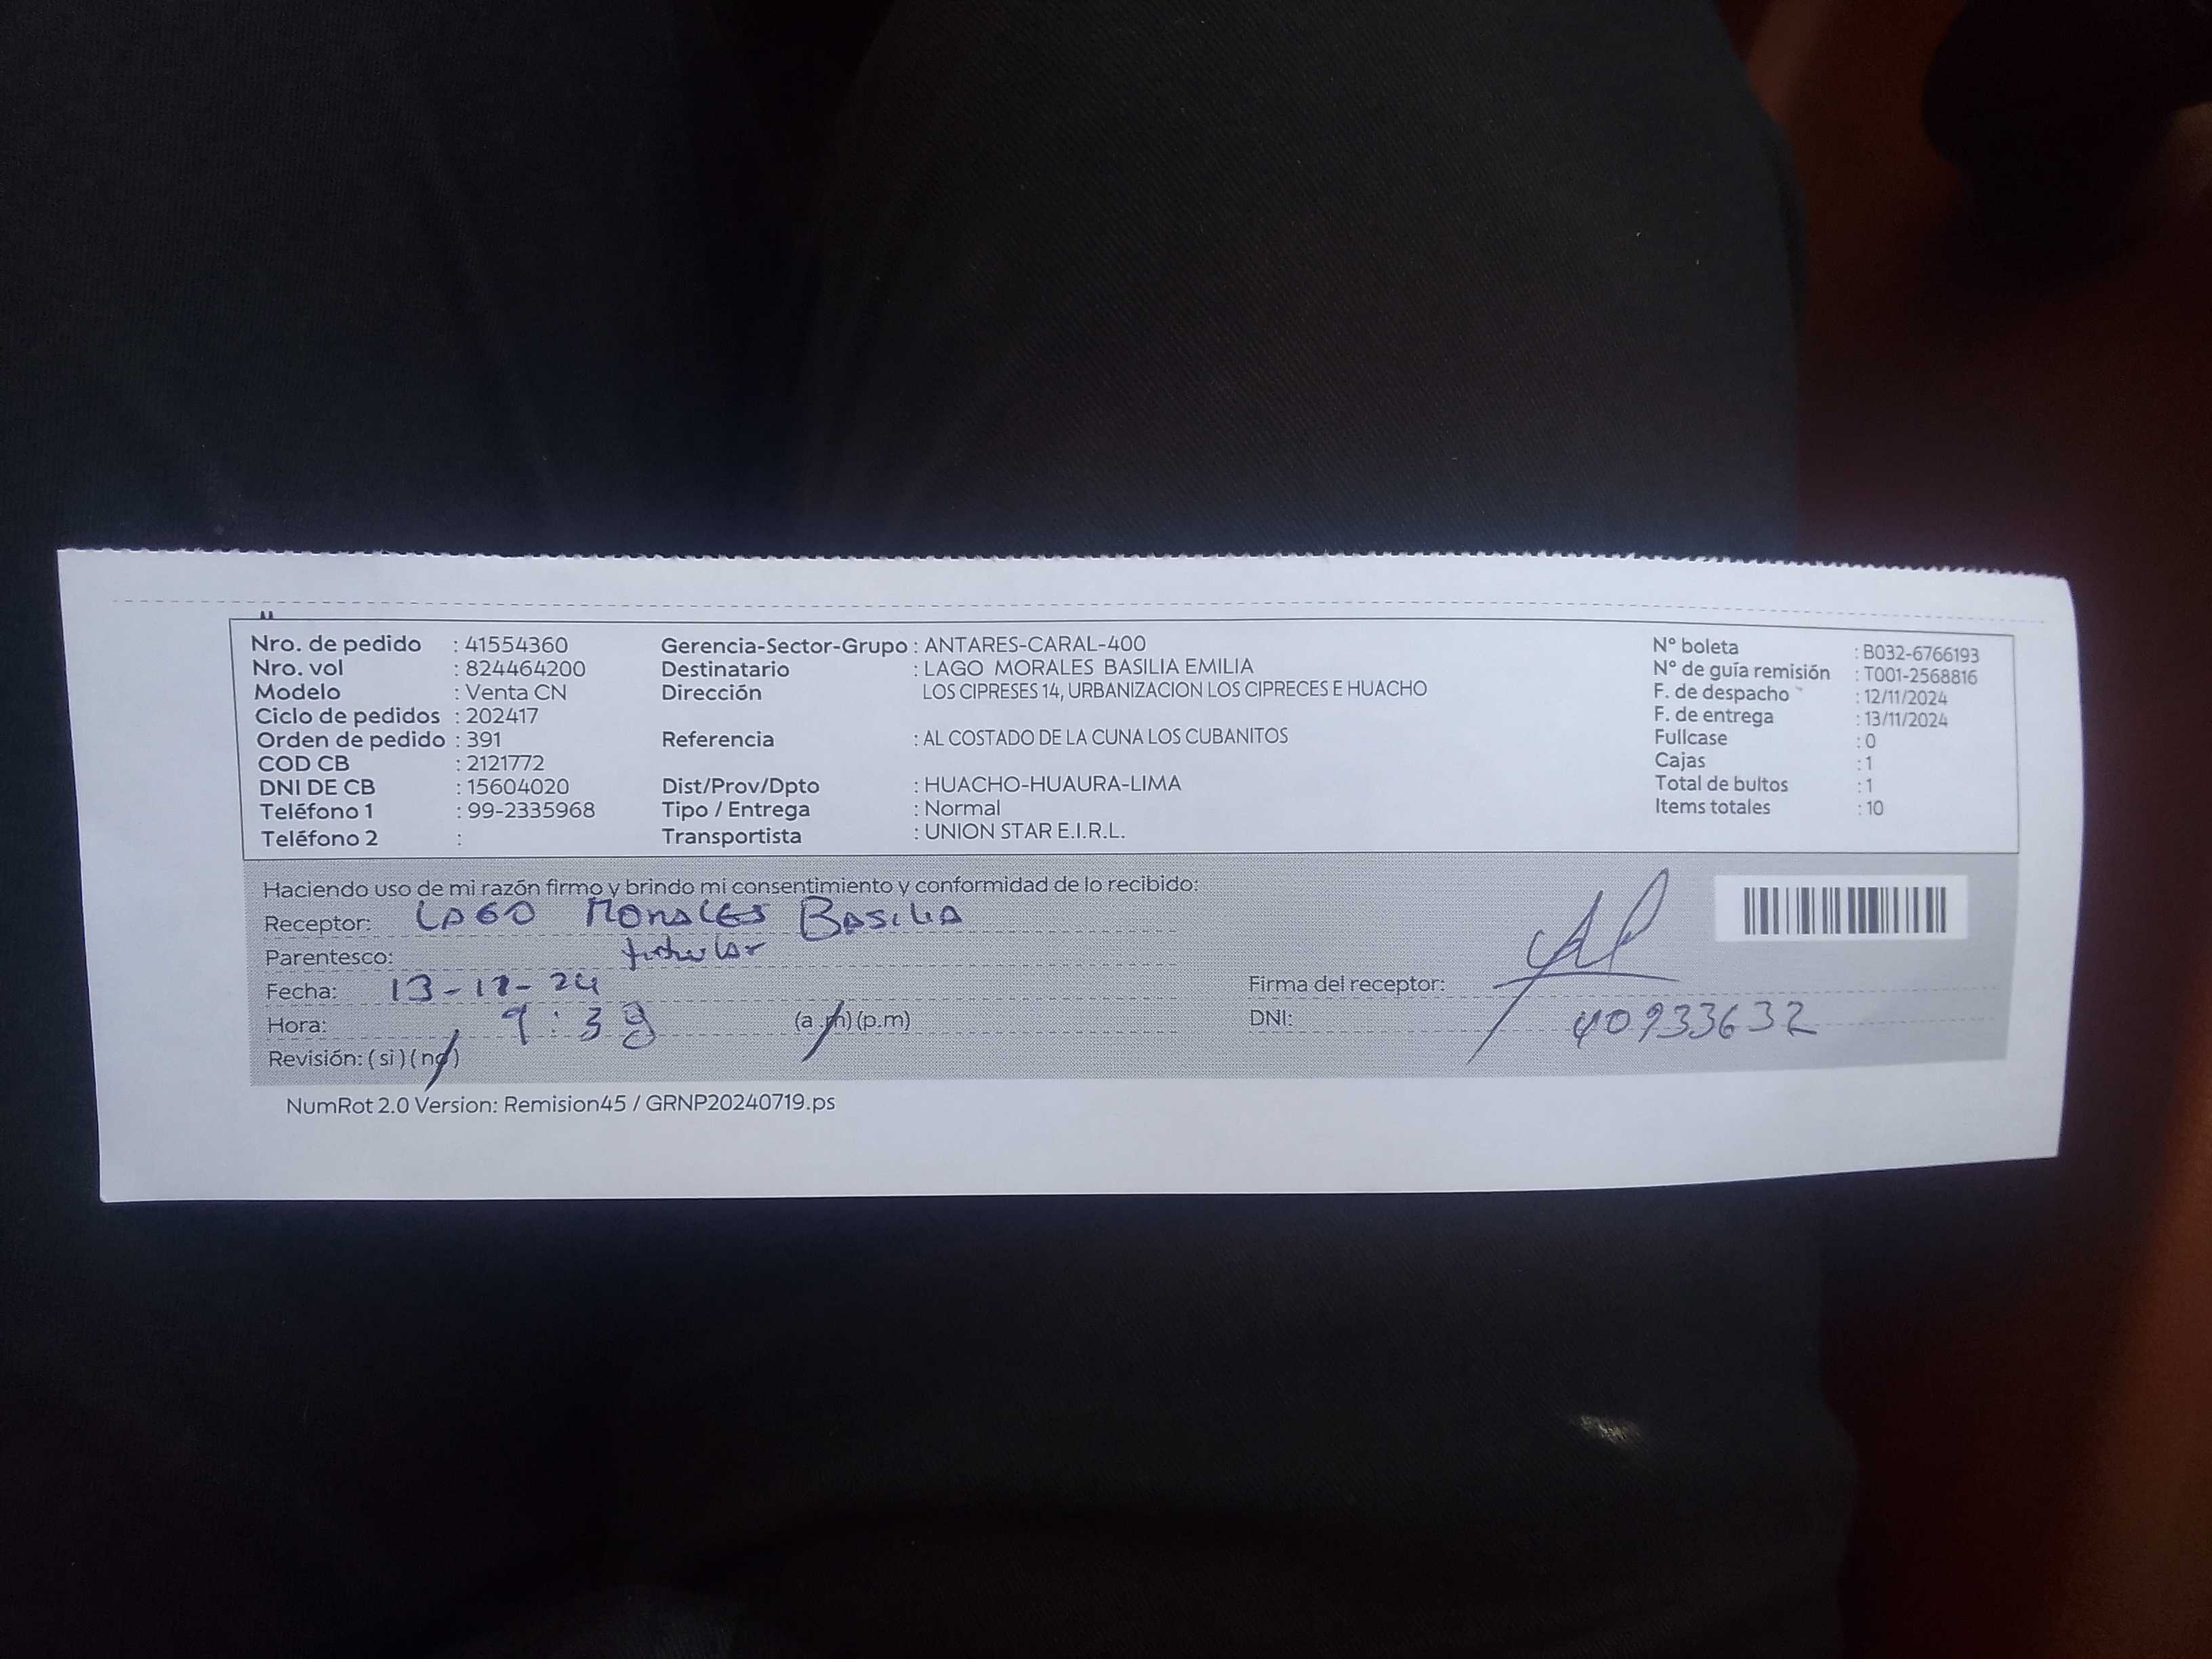 Nro. de pedido : 41554360 Gerencia-Sector-Grupo : ANTARES-CARAL-400 N° boleta : B032-6766193
Nro. vol : 824464200 Destinatario : LAGO MORALES BASILIA EMILIA N° de guía remisión : T001-2568816
Modelo : Venta CN Dirección LOS CIPRESES 14, URBANIZACION LOS CIPRECES E HUACHO F. de despacho : 12/11/2024
Ciclo de pedidos : 202417 F. de entrega : 13/11/2024
Orden de pedido : 391 Referencia : AL COSTADO DE LA CUNA LOS CUBANITOS Fullcase : 0
COD CB : 2121772 Cajas : 1
DNI DE CB : 15604020 Dist/Prov/Dpto : HUACHO-HUAURA-LIMA Total de bultos : 1
Teléfono 1 : 99-2335968 Tipo / Entrega : Normal Items totales : 10
Teléfono 2 : Transportista : UNION STAR E.I.R.L.
Haciendo uso de mi razón firmo y brindo mi consentimiento y conformidad de lo recibido:
Receptor: LAGO MORALES BASILIA
Parentesco:
Fecha: 13-11-24 Firma del receptor:
Hora: 9:38 (a.m) (p.m) DNI: 40933632
Revisión: (si) (no)
NumRot 2.0 Version: Remision45 / GRNP20240719.ps